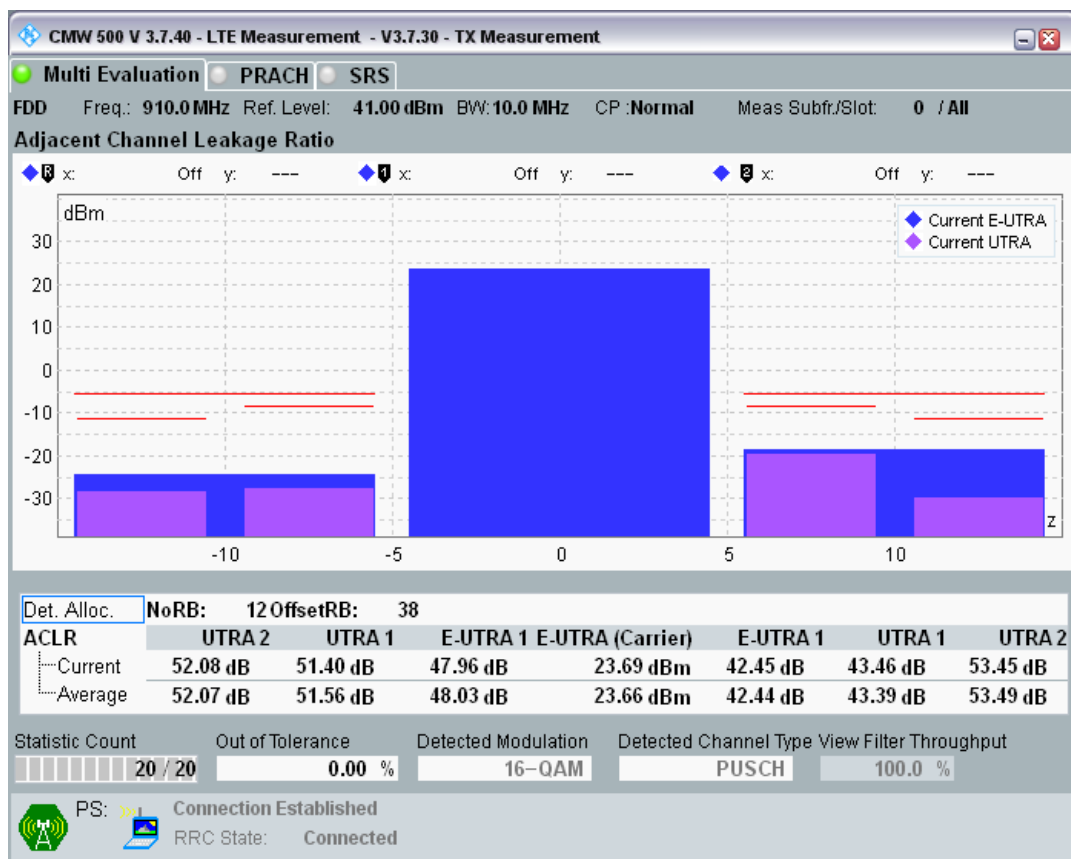 CMW 500 V 3.7.40 - LTE Measurement - V3.7.30 - TX Measurement
Multi Evaluation PRACH SRS
FDD Freq.: 910.0 MHz Ref. Level: 41.00 dBm BW: 10.0 MHz CP :Normal Meas Subfr./Slot: 0 / All
Adjacent Channel Leakage Ratio
R x: Off y: --- 1 x: Off y: --- 2 x: Off y: ---
dBm
Current E-UTRA
Current UTRA
30
20
10
0
-10
-20
-30
z
-10 -5 0 5 10
Det. Alloc. NoRB: 12 OffsetRB: 38
ACLR UTRA 2 UTRA 1 E-UTRA 1 E-UTRA (Carrier) E-UTRA 1 UTRA 1 UTRA 2
Current 52.08 dB 51.40 dB 47.96 dB 23.69 dBm 42.45 dB 43.46 dB 53.45 dB
Average 52.07 dB 51.56 dB 48.03 dB 23.66 dBm 42.44 dB 43.39 dB 53.49 dB
Statistic Count Out of Tolerance Detected Modulation Detected Channel Type View Filter Throughput
20 / 20 0.00 % 16-QAM PUSCH 100.0 %
PS: Connection Established
RRC State: Connected